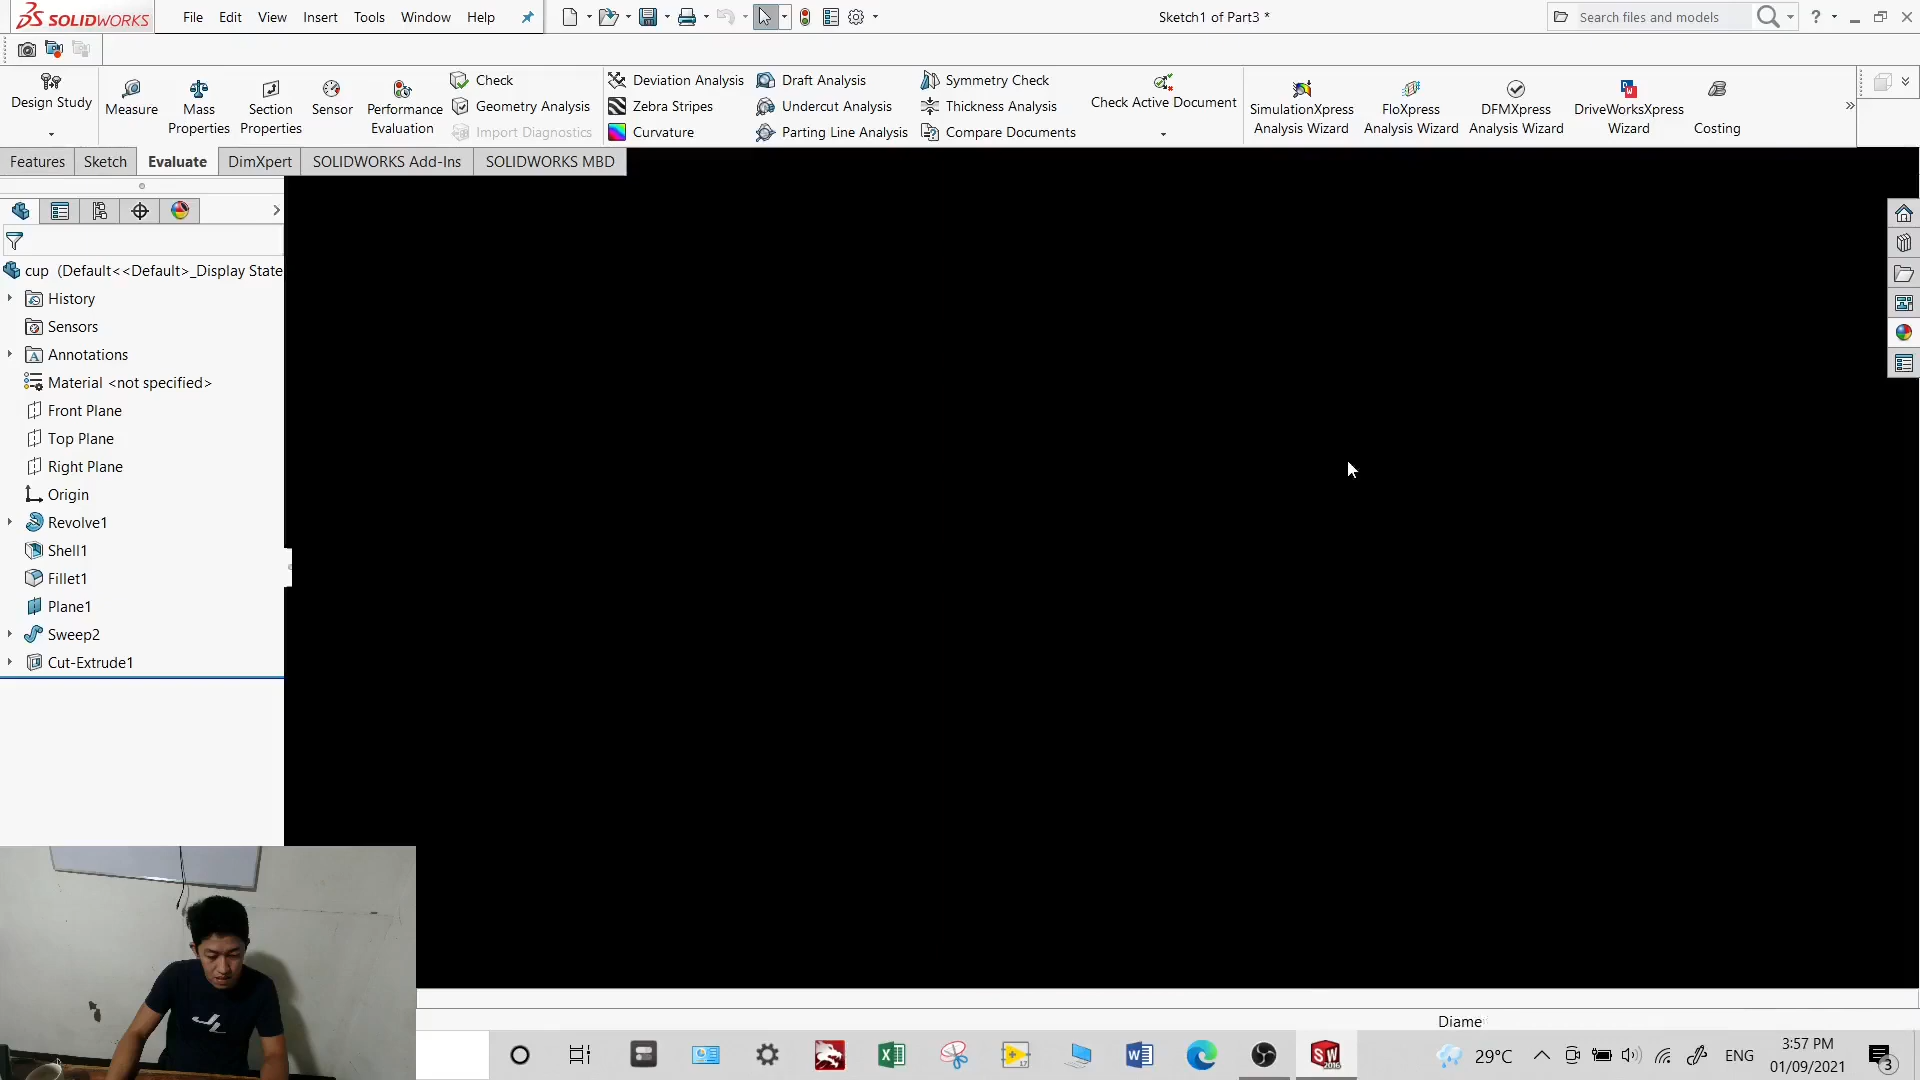 SOLIDWORKS File Edit View Insert Tools Window Help Sketch1 of Part3 * Search files and models ?
Design Study
Measure
Mass Properties
Section Properties
Sensor
Performance Evaluation
Check
Geometry Analysis
Import Diagnostics
Deviation Analysis
Zebra Stripes
Curvature
Draft Analysis
Undercut Analysis
Parting Line Analysis
Symmetry Check
Thickness Analysis
Compare Documents
Check Active Document
SimulationXpress Analysis Wizard
FloXpress Analysis Wizard
DFMXpress Analysis Wizard
DriveWorksXpress Wizard
Costing
Features Sketch Evaluate DimXpert SOLIDWORKS Add-Ins SOLIDWORKS MBD
cup (Default<<Default>_Display State
History
Sensors
Annotations
Material <not specified>
Front Plane
Top Plane
Right Plane
Origin
Revolve1
Shell1
Fillet1
Plane1
Sweep2
Cut-Extrude1
Diame
29°C ENG 3:57 PM
01/09/2021
3